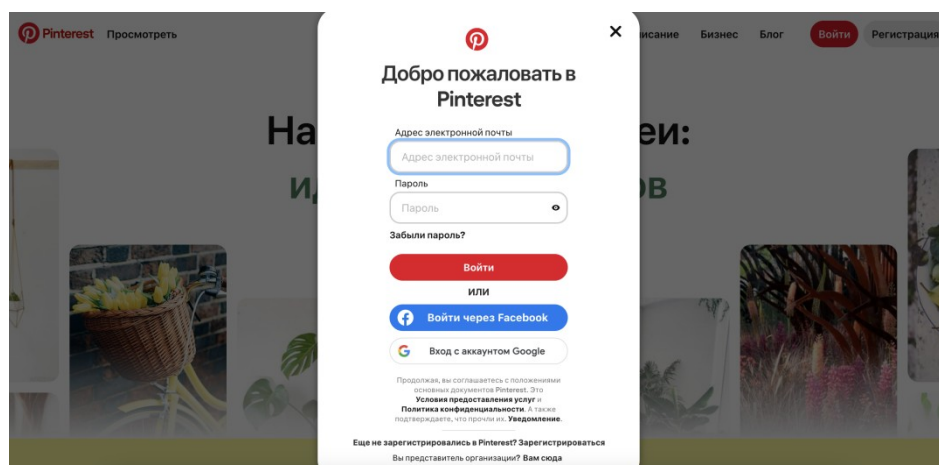 Pinterest Просмотреть
исание Бизнес Блог Войти Регистрация
На
еи:
и
ов
Добро пожаловать в
Pinterest
Адрес электронной почты
Адрес электронной почты
Пароль
Пароль
Забыли пароль?
Войти
ИЛИ
Войти через Facebook
Вход с аккаунтом Google
Продолжая, вы соглашаетесь с положениями
основных документов Pinterest. Это
Условия предоставления услуг и
Политика конфиденциальности. А также
подтверждаете, что прочли их. Уведомление.
Еще не зарегистрировались в Pinterest? Зарегистрироваться
Вы представитель организации? Вам сюда